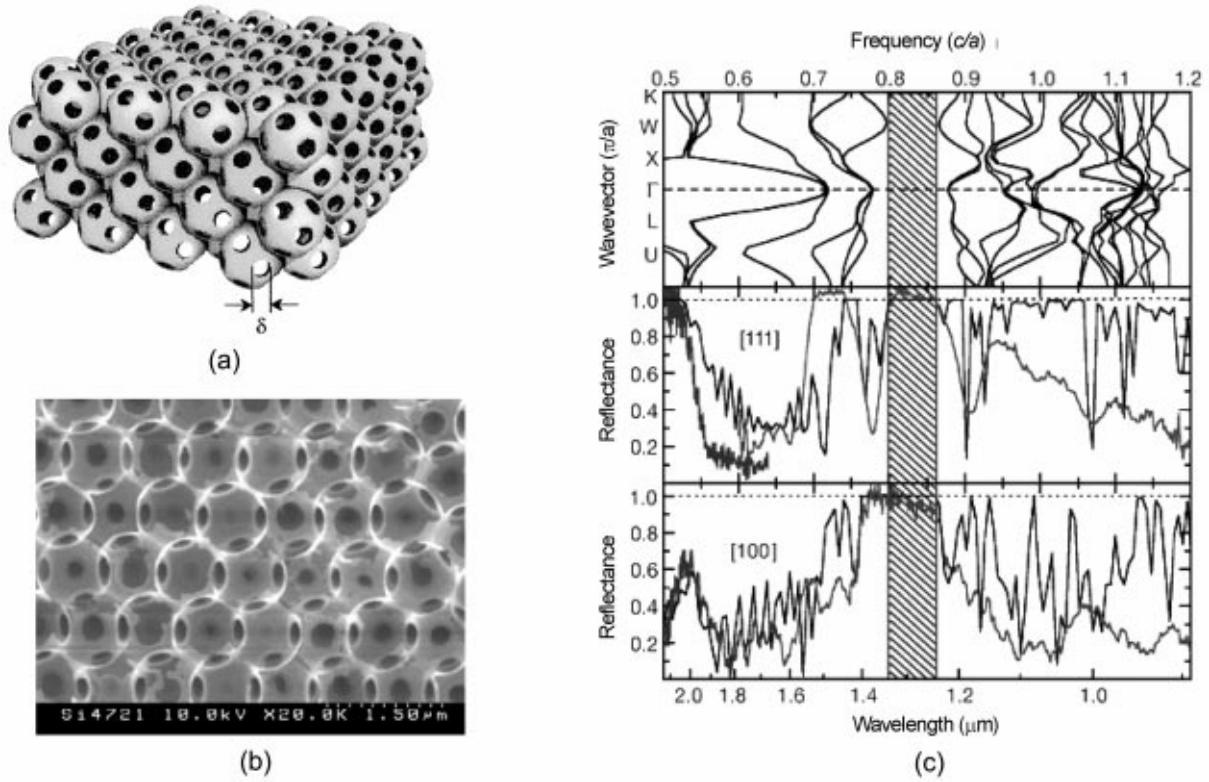 δ
(a)
Si4721 10.0kV X20.0K 1.50μm
(b)
Frequency (c/a)
0.5 0.6 0.7 0.8 0.9 1.0 1.1 1.2
Wavevector (π/a)
K
W
X
Γ
L
U
Reflectance
1.0
0.8
0.6
0.4
0.2
[111]
Reflectance
1.0
0.8
0.6
0.4
0.2
[100]
2.0 1.8 1.6 1.4 1.2 1.0
Wavelength (μm)
(c)